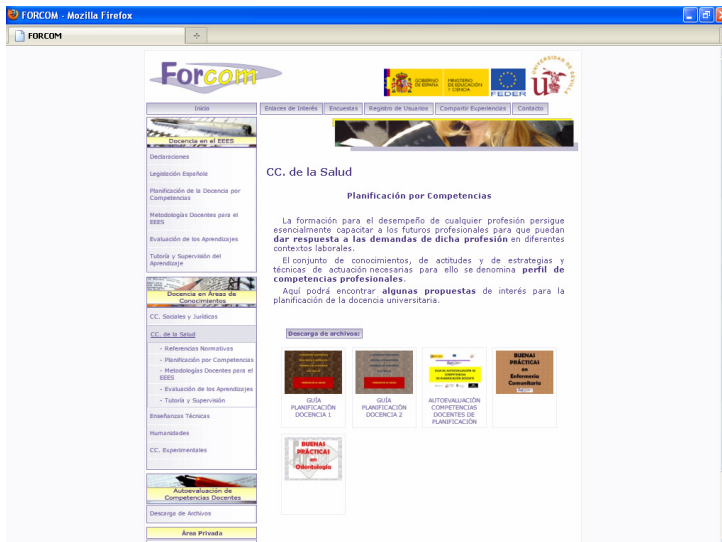 FORCOM - Mozilla Firefox
FORCOM
Forcom
GOBIERNO DE ESPAÑA
MINISTERIO DE EDUCACIÓN Y CIENCIA
FEDER
UNIVERSIDAD DE SEVILLA
Inicio
Enlaces de Interés
Encuestas
Registro de Usuarios
Compartir Experiencias
Contacto
Docencia en el EEES
Declaraciones
Legislación Española
Planificación de la Docencia por
Competencias
Metodologías Docentes para el
EEES
Evaluación de los Aprendizajes
Tutoría y Supervisión del
Aprendizaje
Docencia en Áreas de
Conocimientos
CC. Sociales y Jurídicas
CC. de la Salud
- Referencias Normativas
- Planificación por Competencias
- Metodologías Docentes para el
EEES
- Evaluación de los Aprendizajes
- Tutoría y Supervisión
Enseñanzas Técnicas
Humanidades
CC. Experimentales
Autoevaluación de
Competencias Docentes
Descarga de Archivos
Área Privada
CC. de la Salud
Planificación por Competencias
La formación para el desempeño de cualquier profesión persigue
esencialmente capacitar a los futuros profesionales para que puedan
dar respuesta a las demandas de dicha profesión en diferentes
contextos laborales.
El conjunto de conocimientos, de actitudes y de estrategias y
técnicas de actuación necesarias para ello se denomina perfil de
competencias profesionales.
Aquí podrá encontrar algunas propuestas de interés para la
planificación de la docencia universitaria.
Descarga de archivos:
GUÍA
PLANIFICACIÓN
DOCENCIA 1
GUÍA
PLANIFICACIÓN
DOCENCIA 2
AUTOEVALUACIÓN
COMPETENCIAS
DOCENTES DE
PLANIFICACIÓN
BUENAS
PRÁCTICAS
en
Enfermería
Comunitaria
BUENAS
PRÁCTICAS
en
Odontología